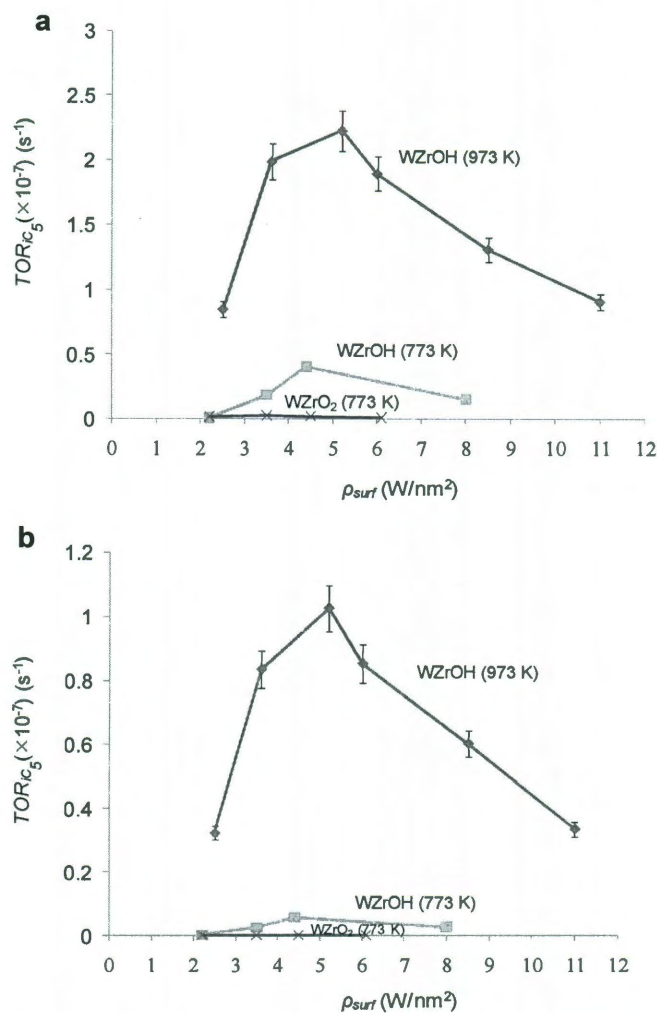 a
3
2.5
2
1.5
1
0.5
0
TORiC5(×10-7) (s-1)
WZrOH (973 K)
WZrOH (773 K)
WZrO2 (773 K)
0 1 2 3 4 5 6 7 8 9 10 11 12
ρsurf (W/nm2)
b
1.2
1
0.8
0.6
0.4
0.2
0
TORiC5(×10-7) (s-1)
WZrOH (973 K)
WZrOH (773 K)
WZrO2 (773 K)
0 1 2 3 4 5 6 7 8 9 10 11 12
ρsurf (W/nm2)